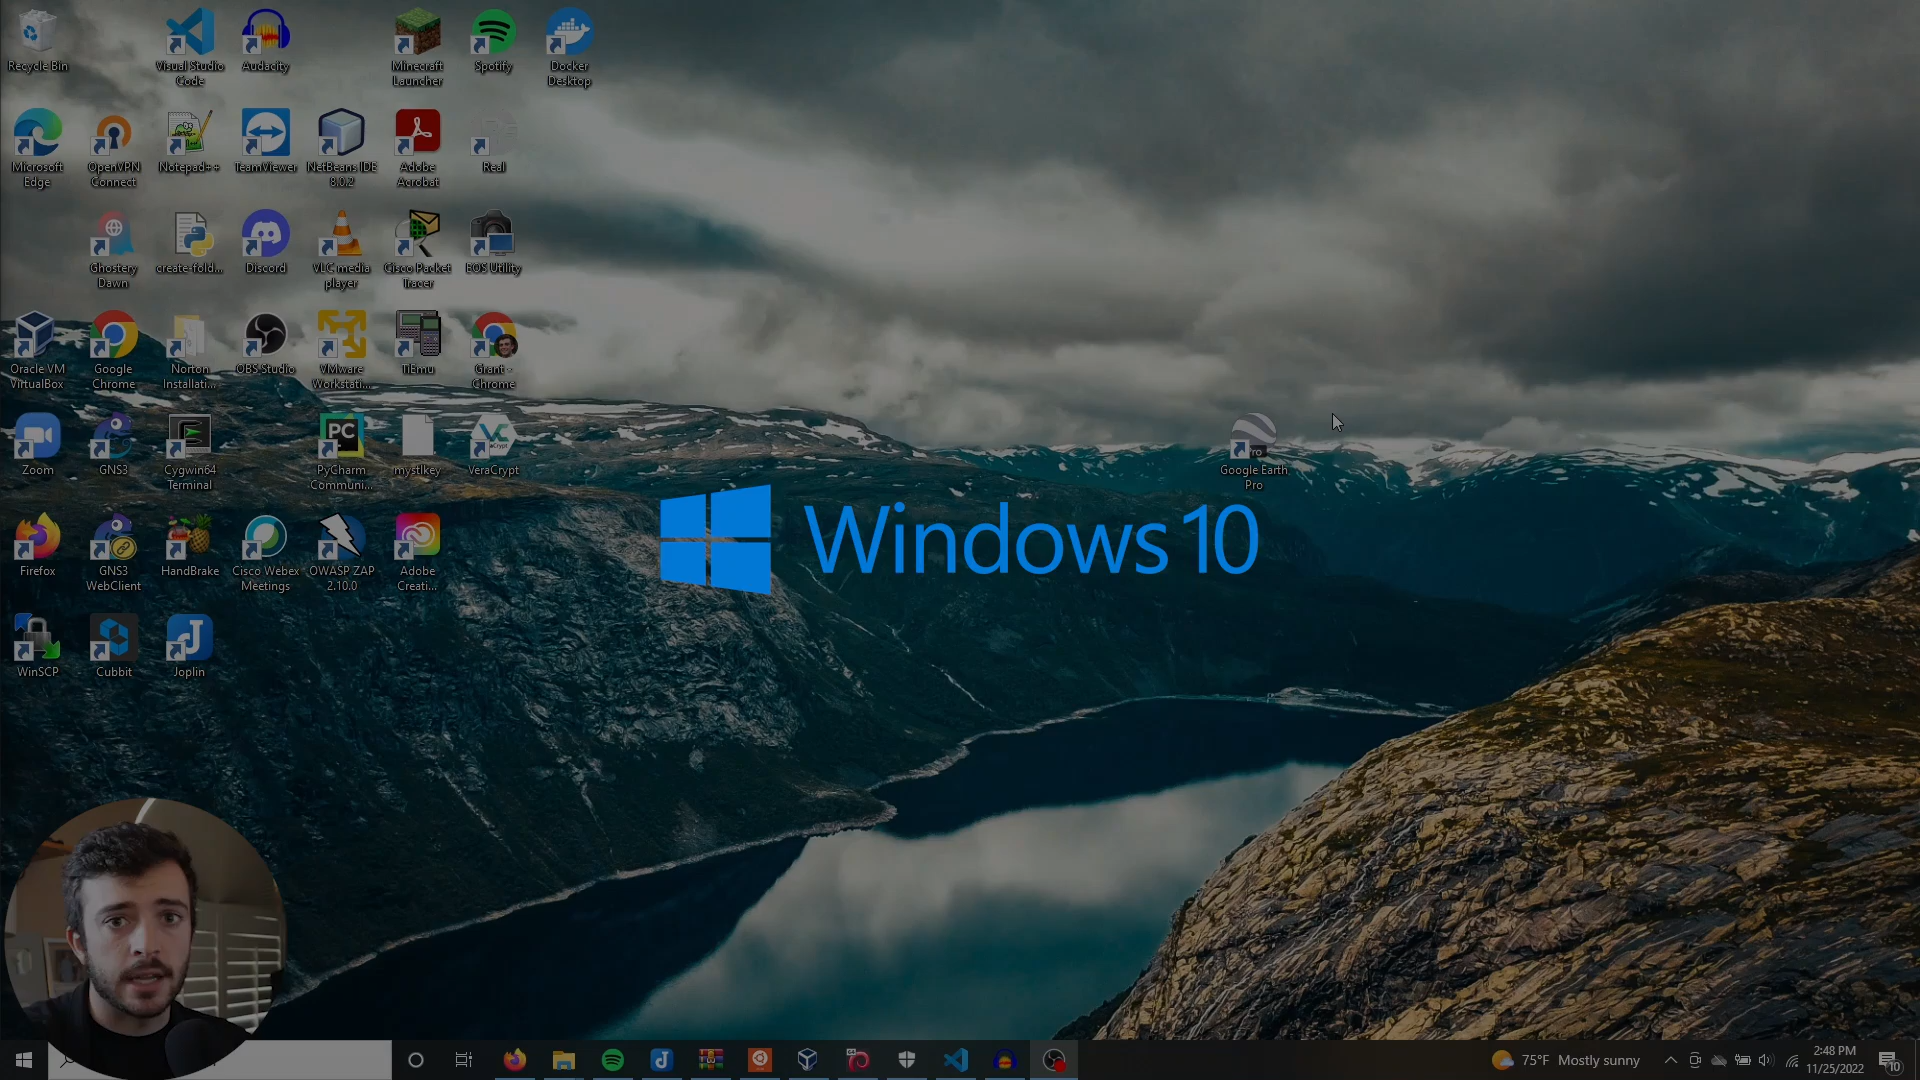 Recycle Bin
Visual Studio
Code
Audacity
Minecraft
Launcher
Spotify
Docker
Desktop
Microsoft
Edge
OpenVPN
Connect
Notepad++
TeamViewer
NetBeans IDE
8.0.2
Adobe
Acrobat
Real
Ghostery
Dawn
create-fold...
Discord
VLC media
player
Cisco Packet
Tracer
EOS Utility
Oracle VM
VirtualBox
Google
Chrome
Norton
Installati...
OBS Studio
VMware
Workstati...
TiEmu
Grant -
Chrome
Zoom
GNS3
Cygwin64
Terminal
PC
PyCharm
Communi...
mystikey
VeraCrypt
Pro
Google Earth
Pro
Windows 10
Firefox
GNS3
WebClient
HandBrake
Cisco Webex
Meetings
OWASP ZAP
2.10.0
Adobe
Creati...
WinSCP
Cubbit
Joplin
75°F Mostly sunny
2:48 PM
11/25/2022
10